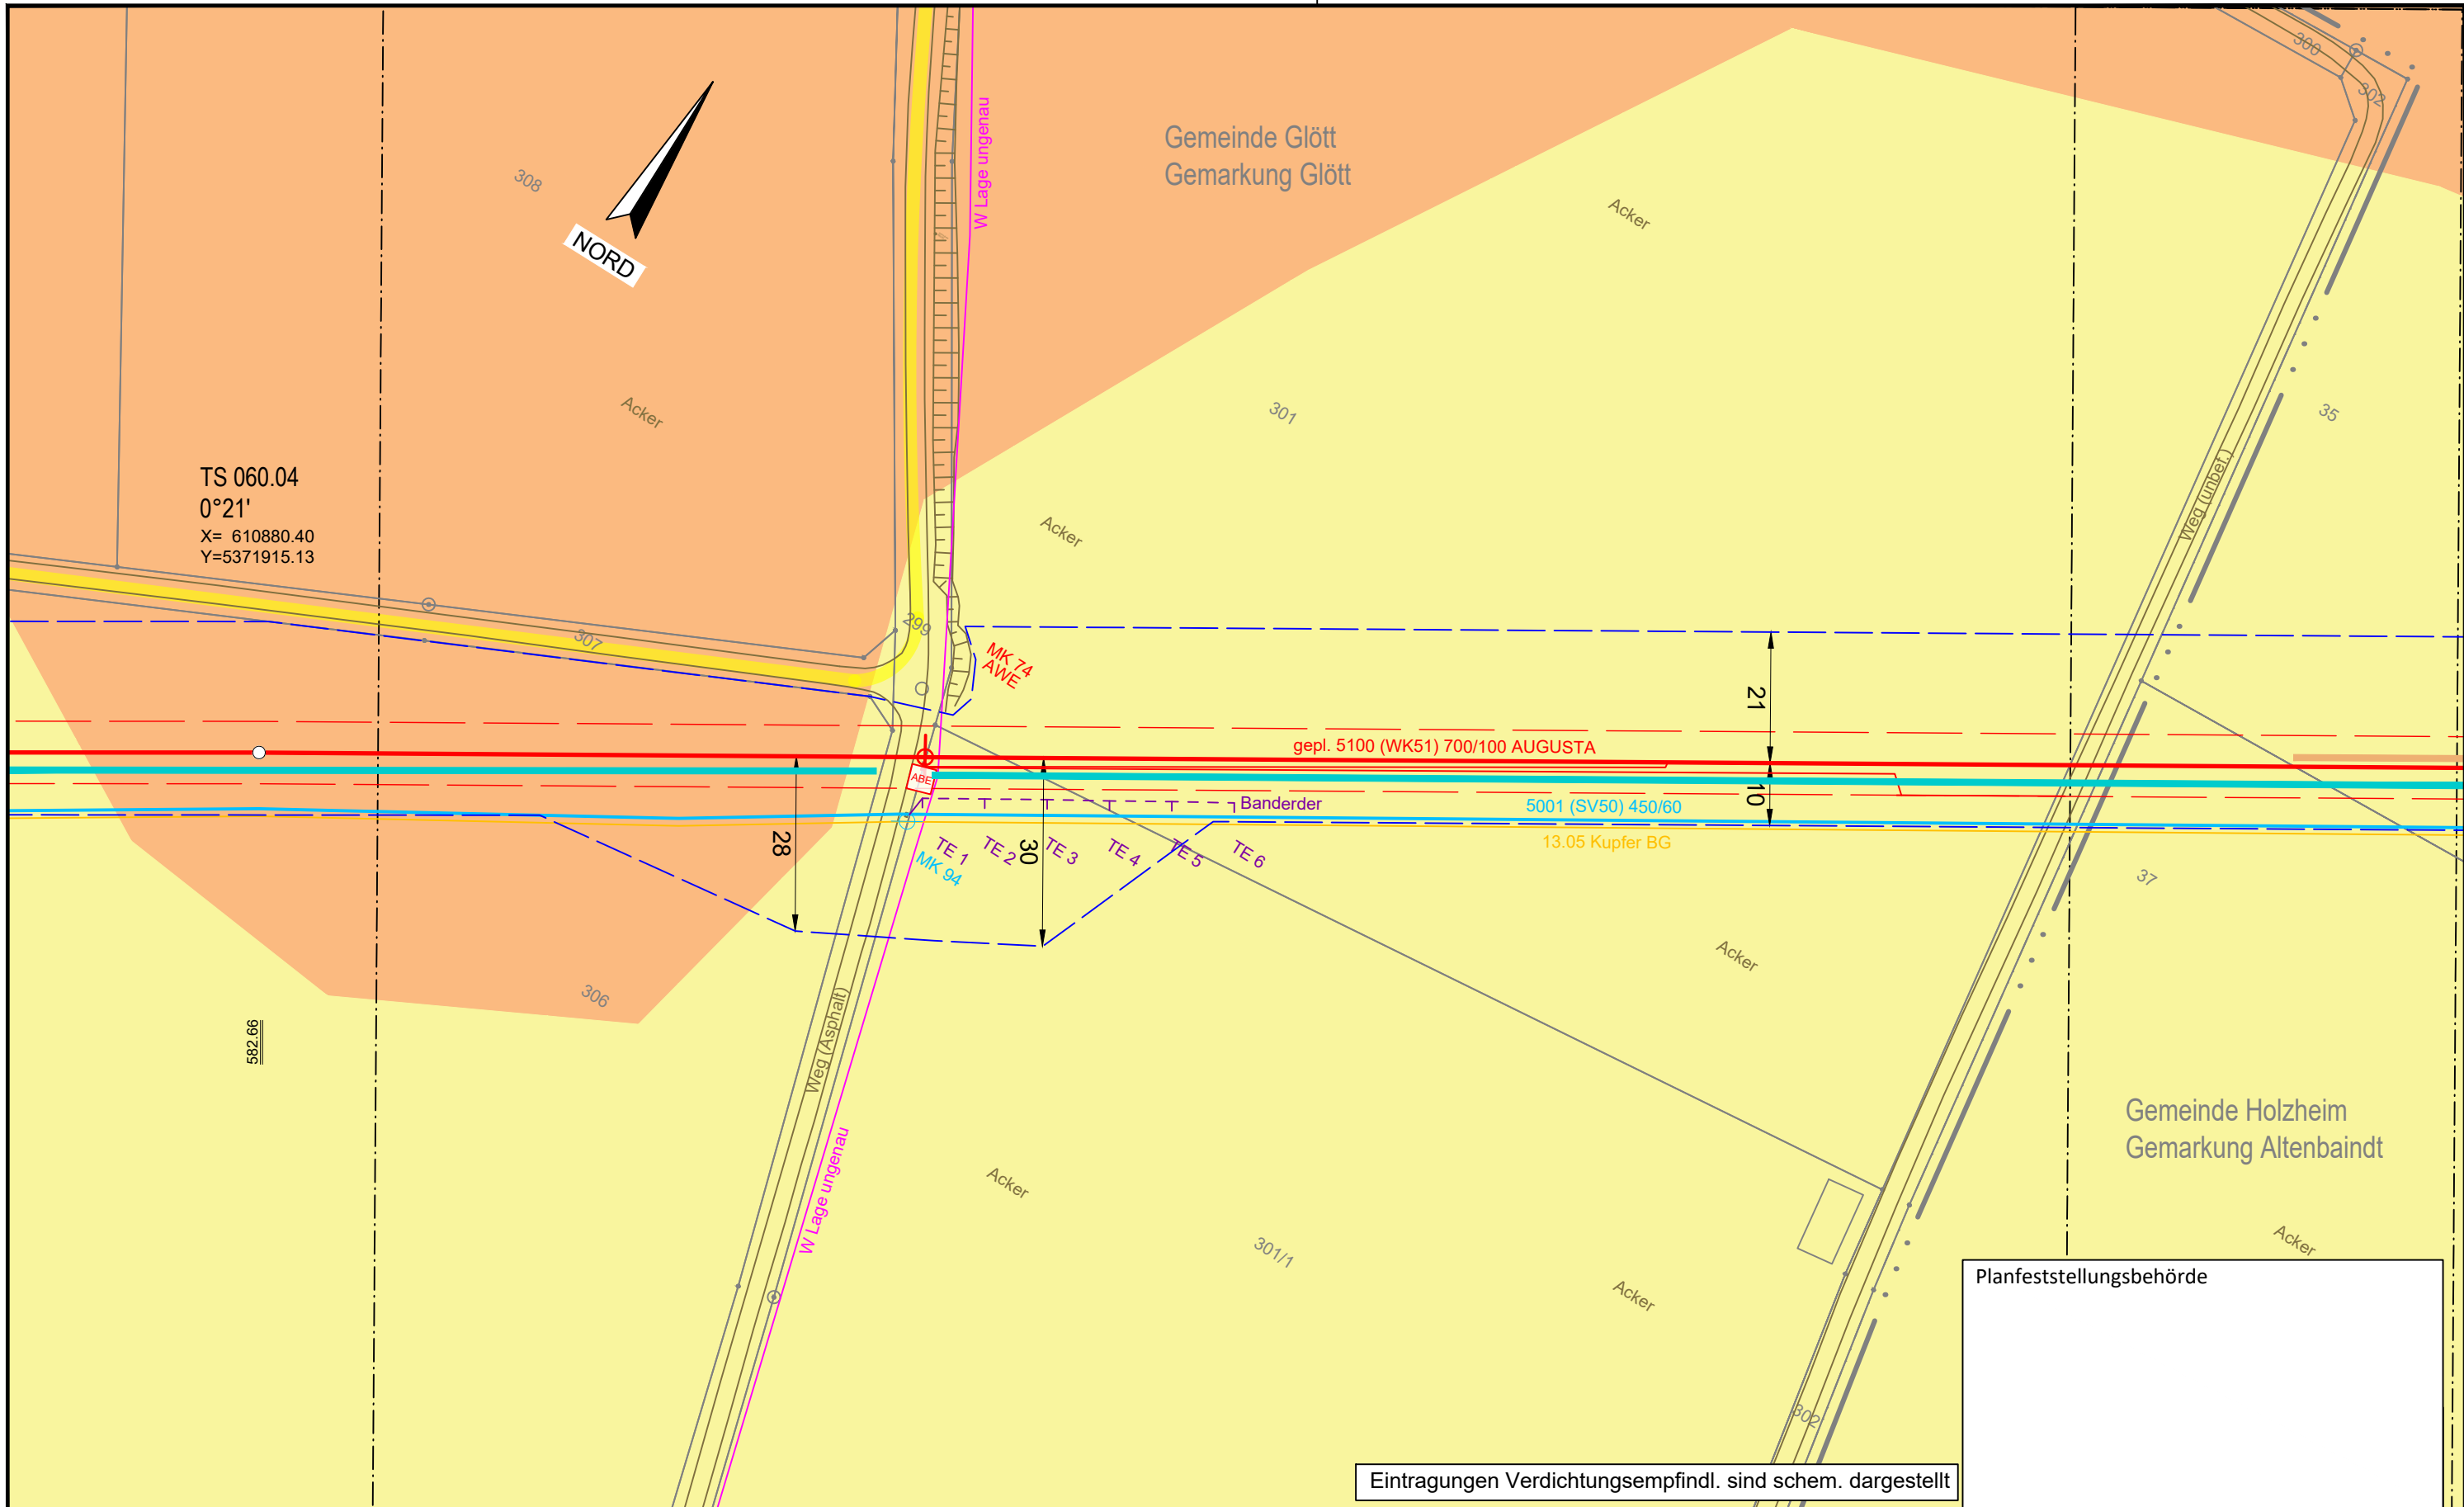 300
302
Gemeinde Glött
Gemarkung Glött
W Lage ungenau
308
Acker
NORD
Acker
301
35
TS 060.04
0°21'
X= 610880.40
Y=5371915.13
Acker
Weg (unbef.)
299
307
MK 74
AWE
21
gepl. 5100 (WK51) 700/100 AUGUSTA
ABE
10
Banderder
5001 (SV50) 450/60
28
30
13.05 Kupfer BG
TE 1
TE 2
TE 3
TE 4
TE 5
TE 6
MK 94
37
Acker
306
582.66
Weg (Asphalt)
Gemeinde Holzheim
Gemarkung Altenbaindt
W Lage ungenau
Acker
301/1
Acker
Acker
Planfeststellungsbehörde
302
Eintragungen Verdichtungsempfindl. sind schem. dargestellt